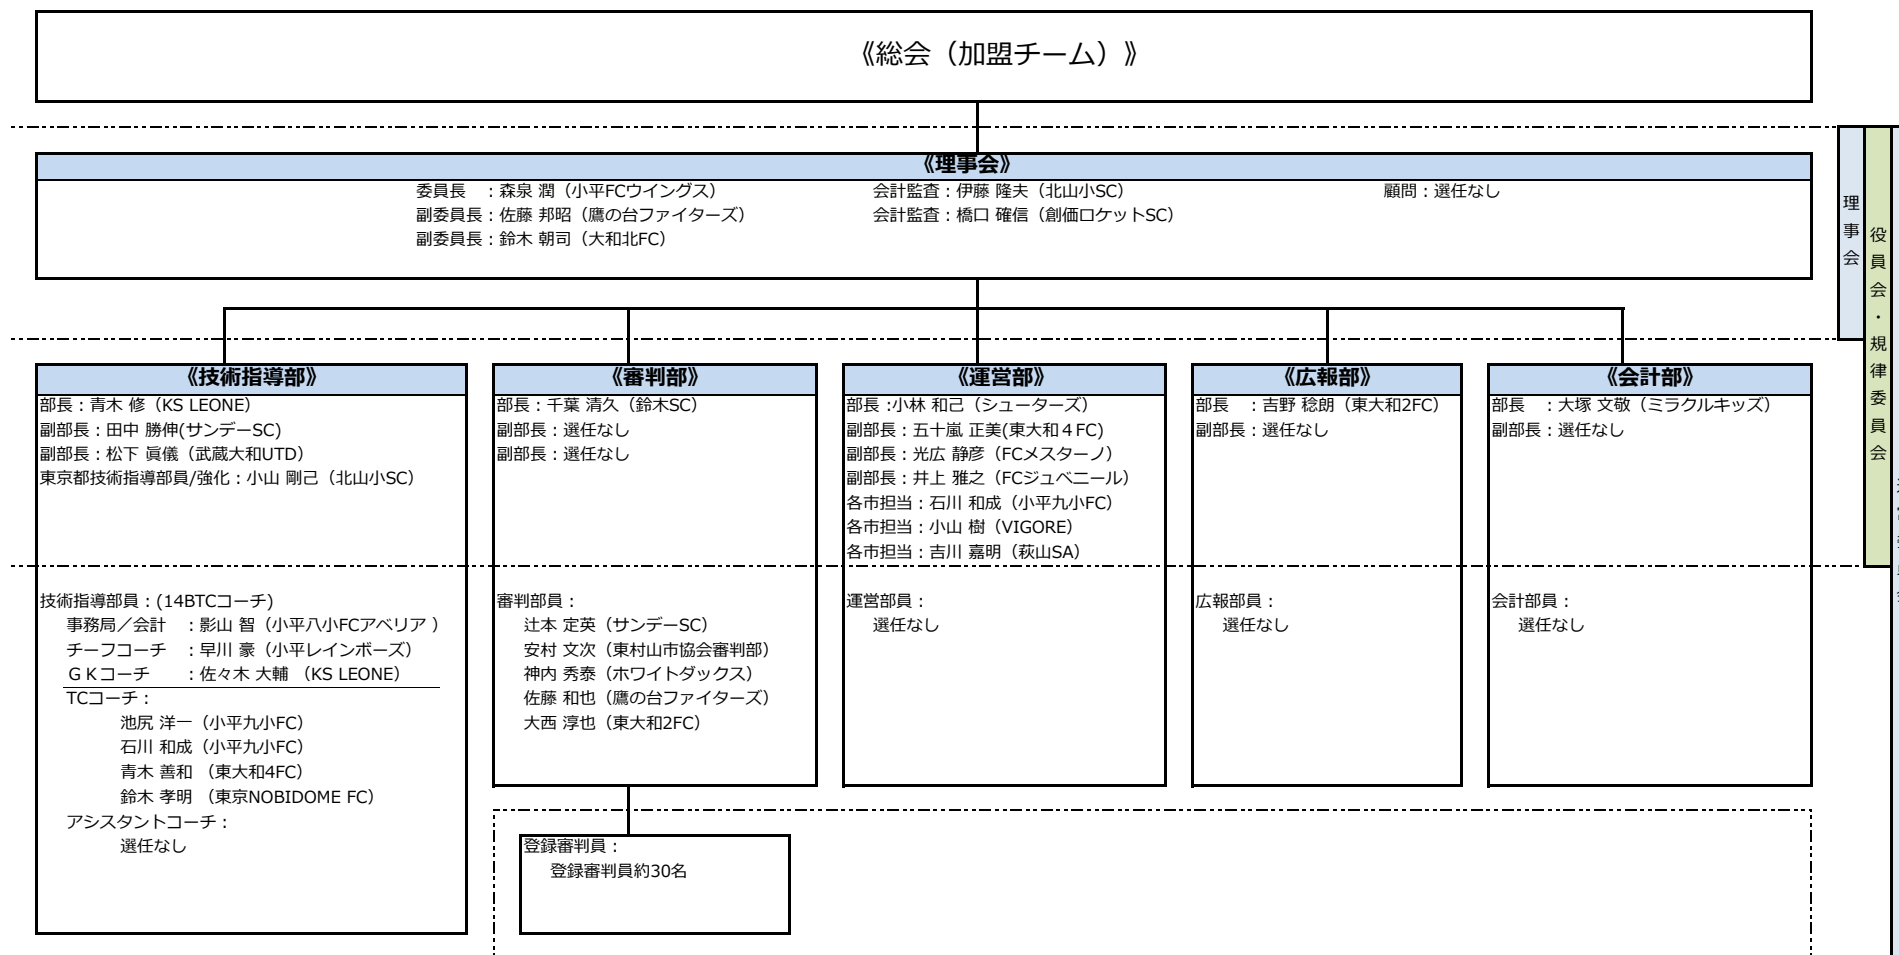 《総会（加盟チーム）》
《理事会》
委員長　：森泉 潤（小平FCウイングス）
副委員長：佐藤 邦昭（鷹の台ファイターズ）
副委員長：鈴木 朝司（大和北FC）
会計監査：伊藤 隆夫（北山小SC）
会計監査：橋口 確信（創価ロケットSC）
顧問：選任なし
《技術指導部》
部長：青木 修（KS LEONE）
副部長：田中 勝伸(サンデーSC)
副部長：松下 眞儀（武蔵大和UTD）
東京都技術指導部員/強化：小山 剛己（北山小SC）
技術指導部員：(14BTCコーチ)
事務局／会計　：影山 智（小平八小FCアベリア ）
チーフコーチ　：早川 豪（小平レインボーズ）
ＧＫコーチ　　：佐々木 大輔 （KS LEONE）
TCコーチ：
池尻 洋一（小平九小FC）
石川 和成（小平九小FC）
青木 善和 （東大和4FC）
鈴木 孝明 （東京NOBIDOME FC）
アシスタントコーチ：
選任なし
《審判部》
部長：千葉 清久（鈴木SC）
副部長：選任なし
副部長：選任なし
審判部員：
辻本 定英（サンデーSC）
安村 文次（東村山市協会審判部）
神内 秀泰（ホワイトダックス）
佐藤 和也（鷹の台ファイターズ）
大西 淳也（東大和2FC）
登録審判員：
登録審判員約30名
《運営部》
部長：小林 和己（シューターズ）
副部長：五十嵐 正美(東大和４FC)
副部長：光広 静彦（FCメスターノ）
副部長：井上 雅之（FCジュベニール）
各市担当：石川 和成（小平九小FC）
各市担当：小山 樹（VIGORE）
各市担当：吉川 嘉明（萩山SA）
運営部員：
選任なし
《広報部》
部長　：吉野 稔朗（東大和2FC）
副部長：選任なし
広報部員：
選任なし
《会計部》
部長　：大塚 文敬（ミラクルキッズ）
副部長：選任なし
会計部員：
選任なし
理事会
役員会・規律委員会